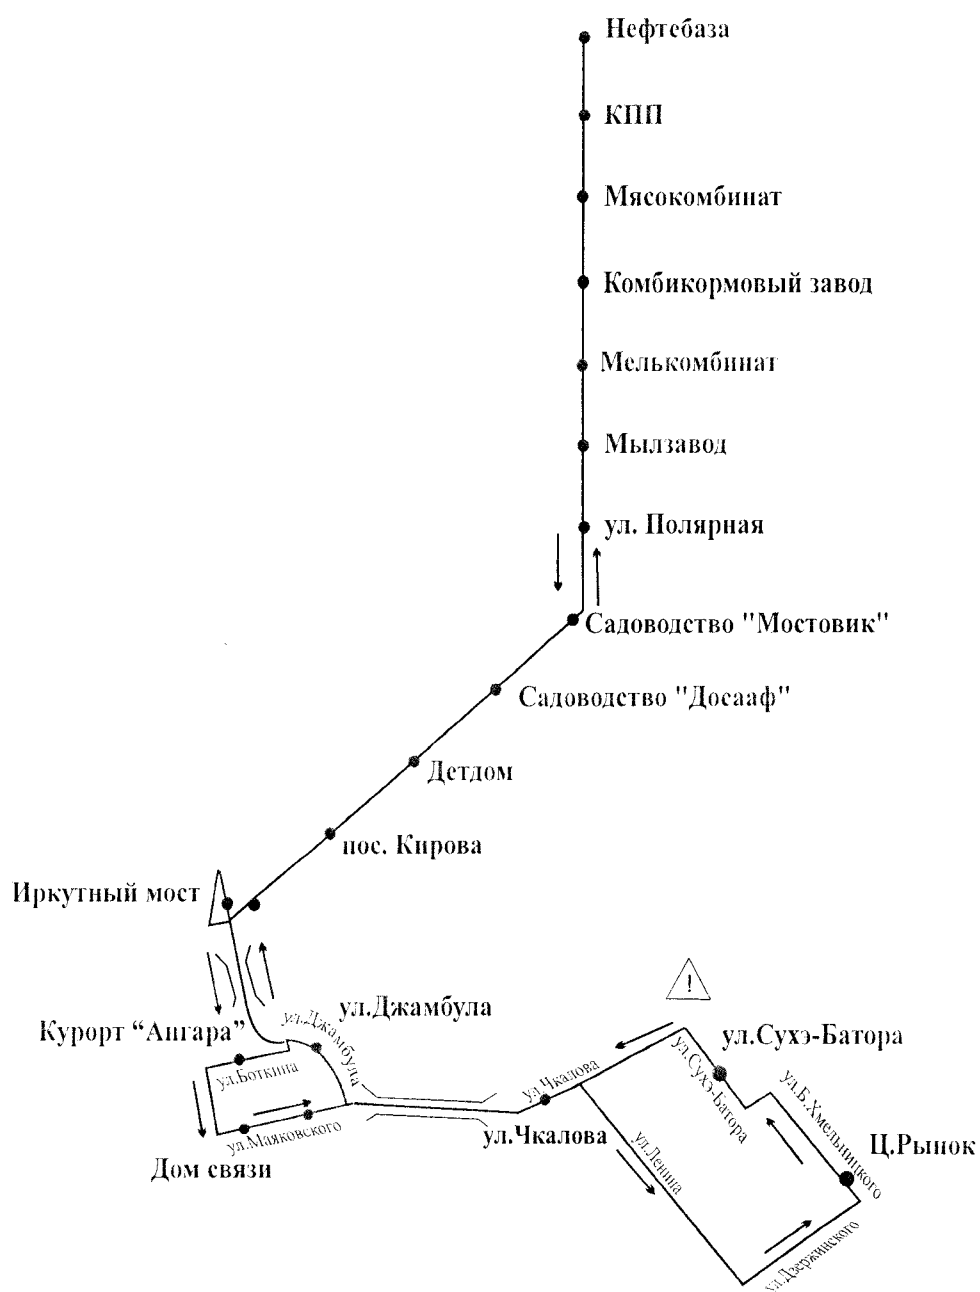 Нефтебаза
КПП
Мясокомбинат
Комбикормовый завод
Мелькомбинат
Мылзавод
ул. Полярная
Садоводство "Мостовик"
Садоводство "Досааф"
Детдом
пос. Кирова
Иркутный мост
ул.Джамбула
ул.Джамбула
Курорт “Ангара”
ул.Боткина
ул.Маяковского
Дом связи
ул.Чкалова
ул.Чкалова
!
ул.Сухэ-Батора
ул.Сухэ-Батора
ул.Б.Хмельницкого
Ц.Рынок
ул.Ленина
ул.Дзержинского